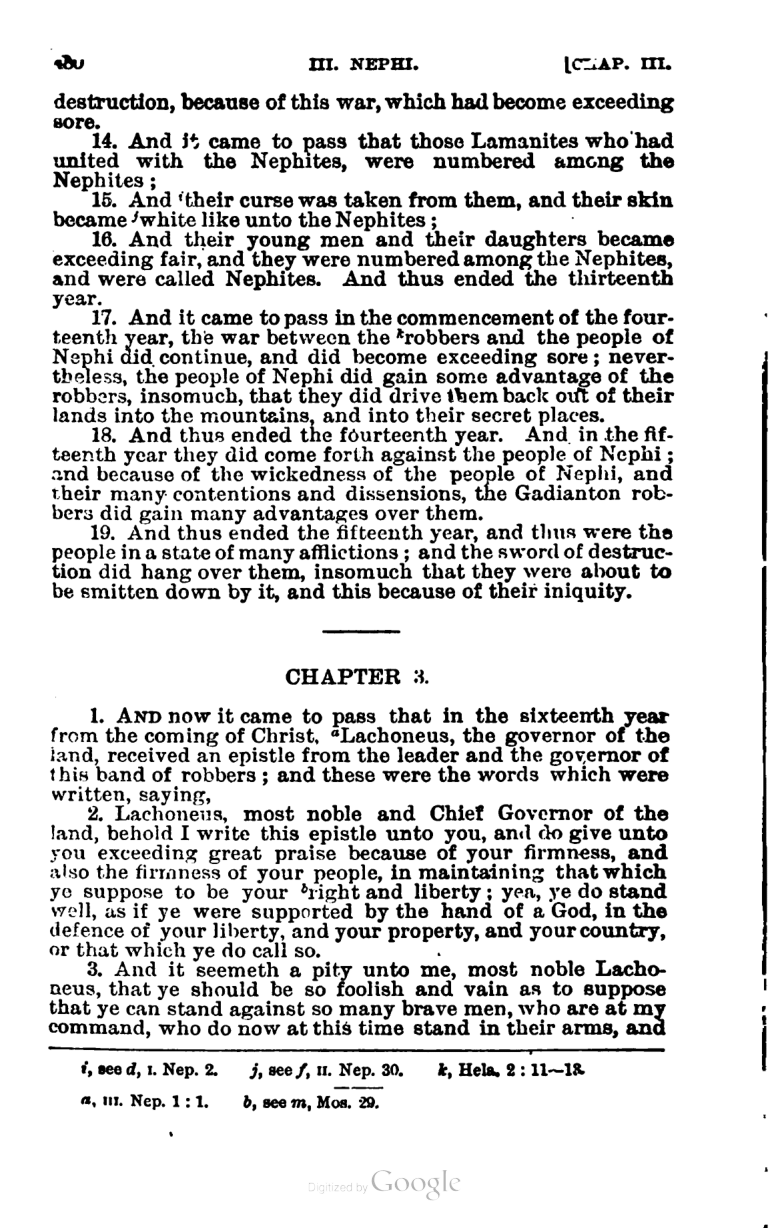 III. NEPHI. [CHAP. III.
destruction, because of this war, which had become exceeding
sore.
14. And it came to pass that those Lamanites who had
united with the Nephites, were numbered among the
Nephites;
15. And i their curse was taken from them, and their skin
became j white like unto the Nephites;
16. And their young men and their daughters became
exceeding fair, and they were numbered among the Nephites,
and were called Nephites. And thus ended the thirteenth
year.
17. And it came to pass in the commencement of the four-
teenth year, the war between the k robbers and the people of
Nephi did continue, and did become exceeding sore; never-
theless, the people of Nephi did gain some advantage of the
robbers, insomuch, that they did drive them back out of their
lands into the mountains, and into their secret places.
18. And thus ended the fourteenth year. And in the fif-
teenth year they did come forth against the people of Nephi;
and because of the wickedness of the people of Nephi, and
their many contentions and dissensions, the Gadianton rob-
bers did gain many advantages over them.
19. And thus ended the fifteenth year, and thus were the
people in a state of many afflictions; and the sword of destruc-
tion did hang over them, insomuch that they were about to
be smitten down by it, and this because of their iniquity.
CHAPTER 3.
1. AND now it came to pass that in the sixteenth year
from the coming of Christ, a Lachoneus, the governor of the
land, received an epistle from the leader and the governor of
this band of robbers; and these were the words which were
written, saying,
2. Lachoneus, most noble and Chief Governor of the
land, behold I write this epistle unto you, and do give unto
you exceeding great praise because of your firmness, and
also the firmness of your people, in maintaining that which
ye suppose to be your b right and liberty; yea, ye do stand
well, as if ye were supported by the hand of a God, in the
defence of your liberty, and your property, and your country,
or that which ye do call so.
3. And it seemeth a pity unto me, most noble Lacho-
neus, that ye should be so foolish and vain as to suppose
that ye can stand against so many brave men, who are at my
command, who do now at this time stand in their arms, and
i, see d, I. Nep. 2. j, see f, II. Nep. 30. k, Hela. 2 : 11—13.
a, III. Nep. 1 : 1. b, see m, Mos. 29.
Digitized by Google